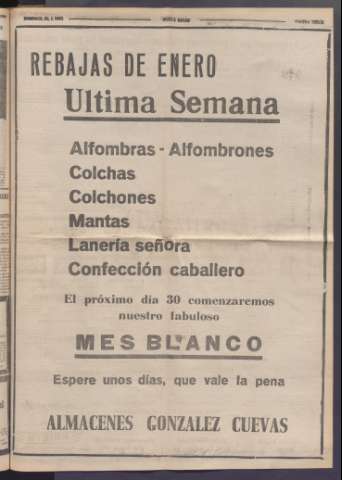 REBAJAS DE ENERO
Ultima Semana
Alfombras - Alfombrones
Colchas
Colchones
Mantas
Lanería señora
Confección caballero
El próximo día 30 comenzaremos
nuestro fabuloso
MES BLANCO
Espere unos días, que vale la pena
ALMACENES GONZALEZ CUEVAS